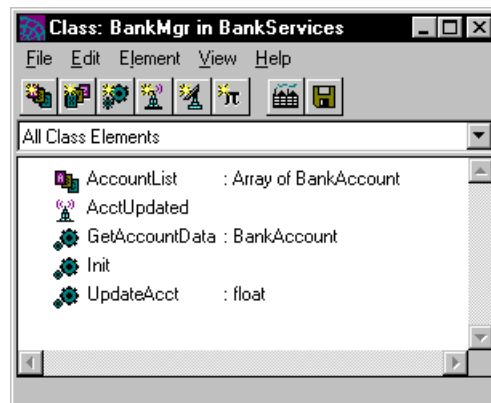 Class: BankMgr in BankServices
File Edit Element View Help
π
All Class Elements
AccountList : Array of BankAccount
AcctUpdated
GetAccountData : BankAccount
Init
UpdateAcct : float